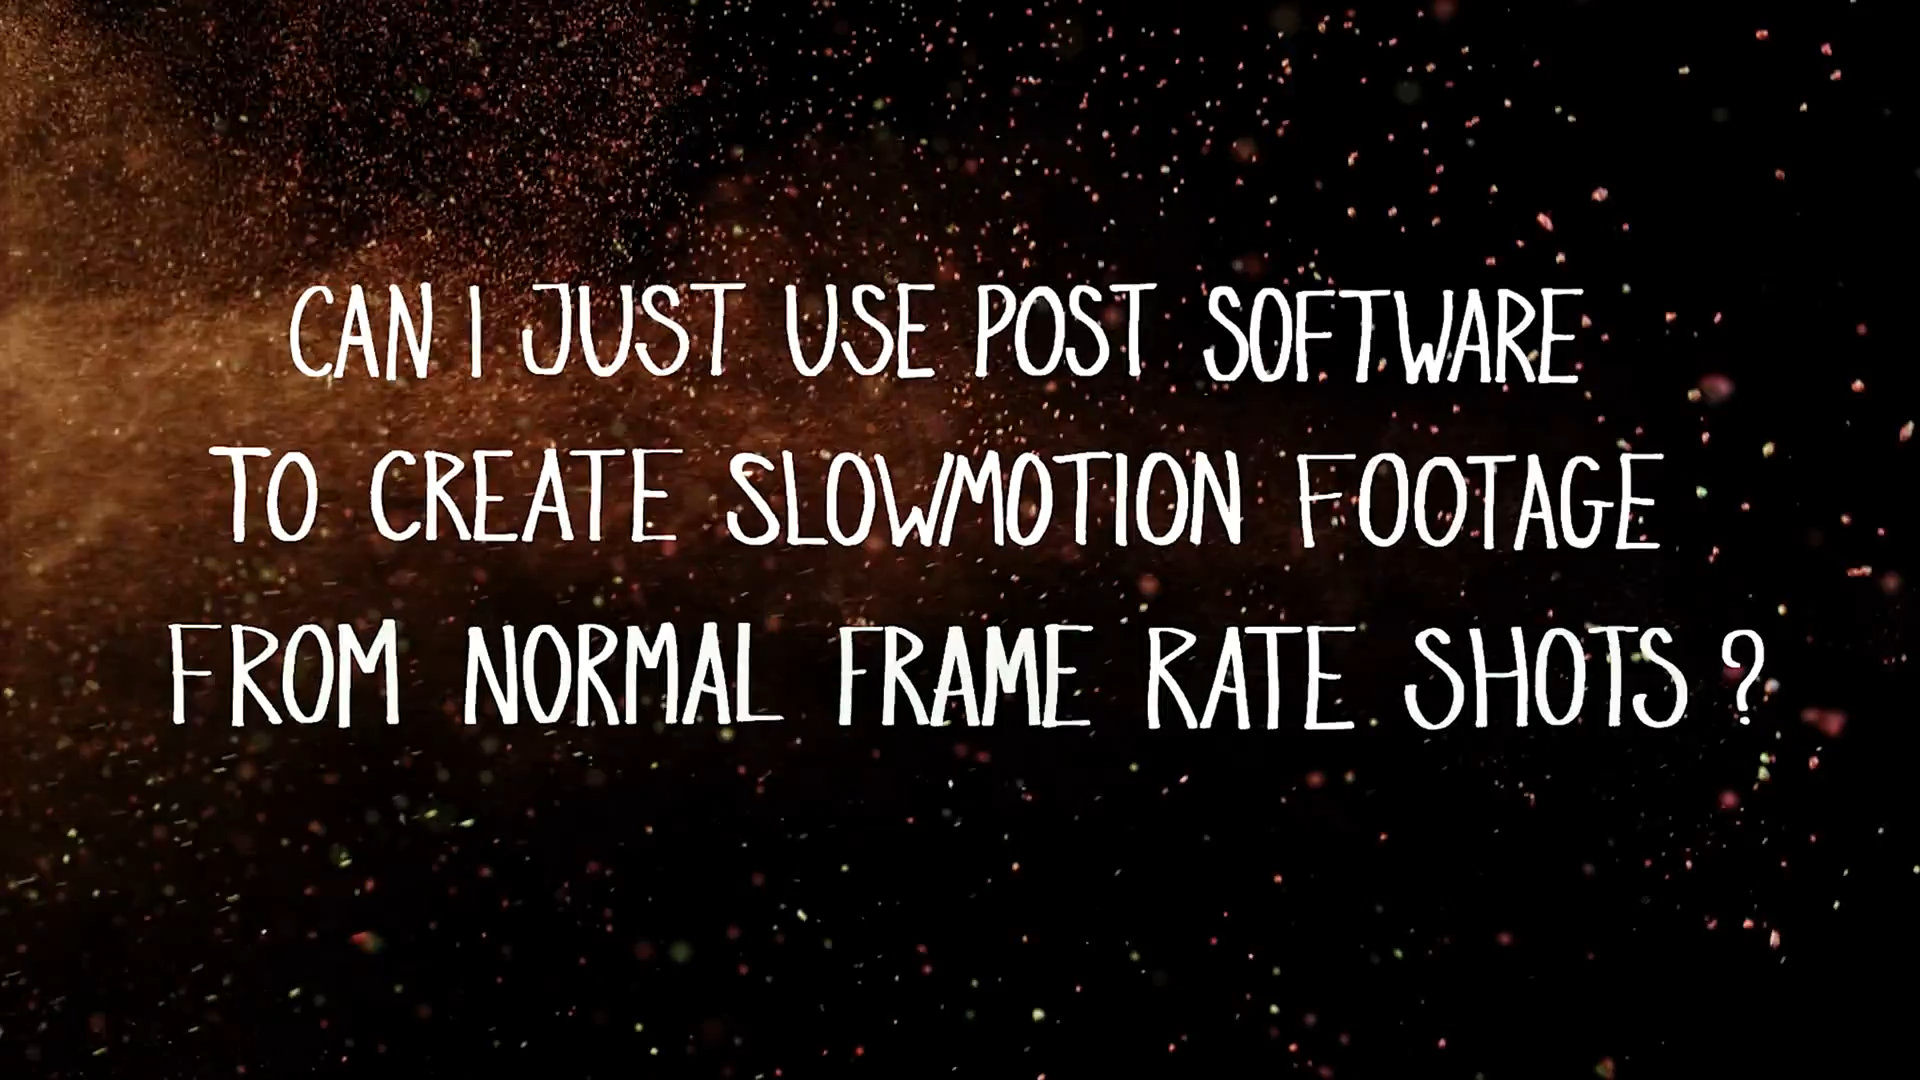 CAN I JUST USE POST SOFTWARE
TO CREATE SLOWMOTION FOOTAGE
FROM NORMAL FRAME RATE SHOTS ?